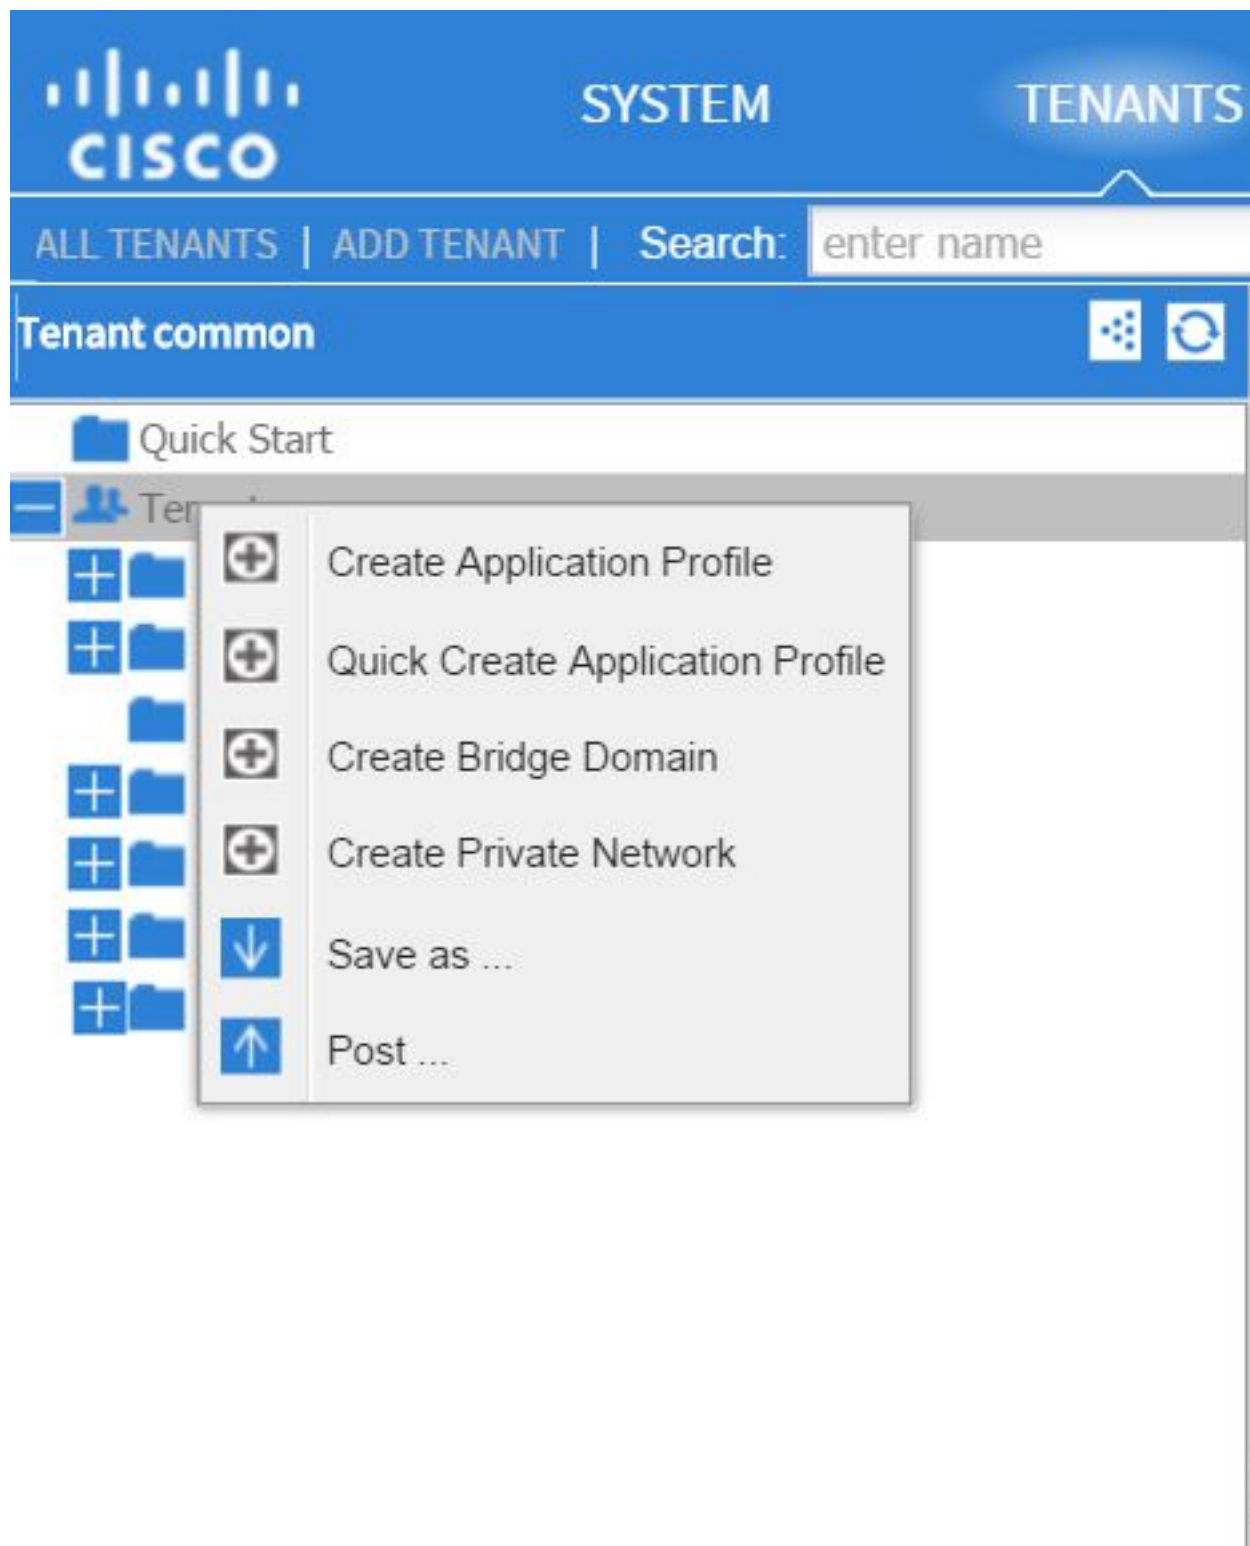 CISCO
SYSTEM TENANTS
ALL TENANTS | ADD TENANT | Search: enter name
Tenant common
Quick Start
Create Application Profile
Quick Create Application Profile
Create Bridge Domain
Create Private Network
Save as ...
Post ...